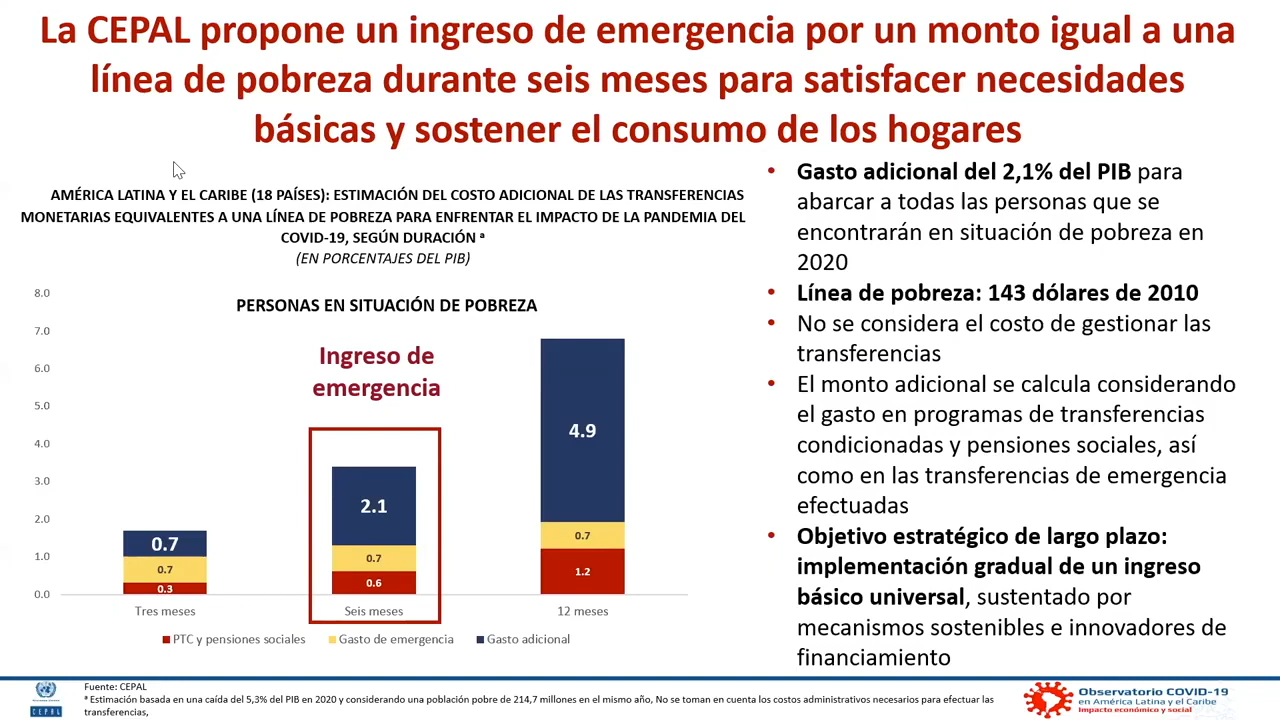 La CEPAL propone un ingreso de emergencia por un monto igual a una
línea de pobreza durante seis meses para satisfacer necesidades
básicas y sostener el consumo de los hogares
AMÉRICA LATINA Y EL CARIBE (18 PAÍSES): ESTIMACIÓN DEL COSTO ADICIONAL DE LAS TRANSFERENCIAS
MONETARIAS EQUIVALENTES A UNA LÍNEA DE POBREZA PARA ENFRENTAR EL IMPACTO DE LA PANDEMIA DEL
COVID-19, SEGÚN DURACIÓN ª
(EN PORCENTAJES DEL PIB)
PERSONAS EN SITUACIÓN DE POBREZA
Ingreso de
emergencia
8.0
7.0
6.0
5.0
4.0
3.0
2.0
1.0
0.0
0.7
0.7
0.3
2.1
0.7
0.6
4.9
0.7
1.2
Tres meses
Seis meses
12 meses
PTC y pensiones sociales
Gasto de emergencia
Gasto adicional
• Gasto adicional del 2,1% del PIB para
abarcar a todas las personas que se
encontrarán en situación de pobreza en
2020
• Línea de pobreza: 143 dólares de 2010
• No se considera el costo de gestionar las
transferencias
• El monto adicional se calcula considerando
el gasto en programas de transferencias
condicionadas y pensiones sociales, así
como en las transferencias de emergencia
efectuadas
• Objetivo estratégico de largo plazo:
implementación gradual de un ingreso
básico universal, sustentado por
mecanismos sostenibles e innovadores de
financiamiento
Fuente: CEPAL
ª Estimación basada en una caída del 5,3% del PIB en 2020 y considerando una población pobre de 214,7 millones en el mismo año, No se toman en cuenta los costos administrativos necesarios para efectuar las
transferencias,
CEPAL
Observatorio COVID-19
en América Latina y el Caribe
Impacto económico y social